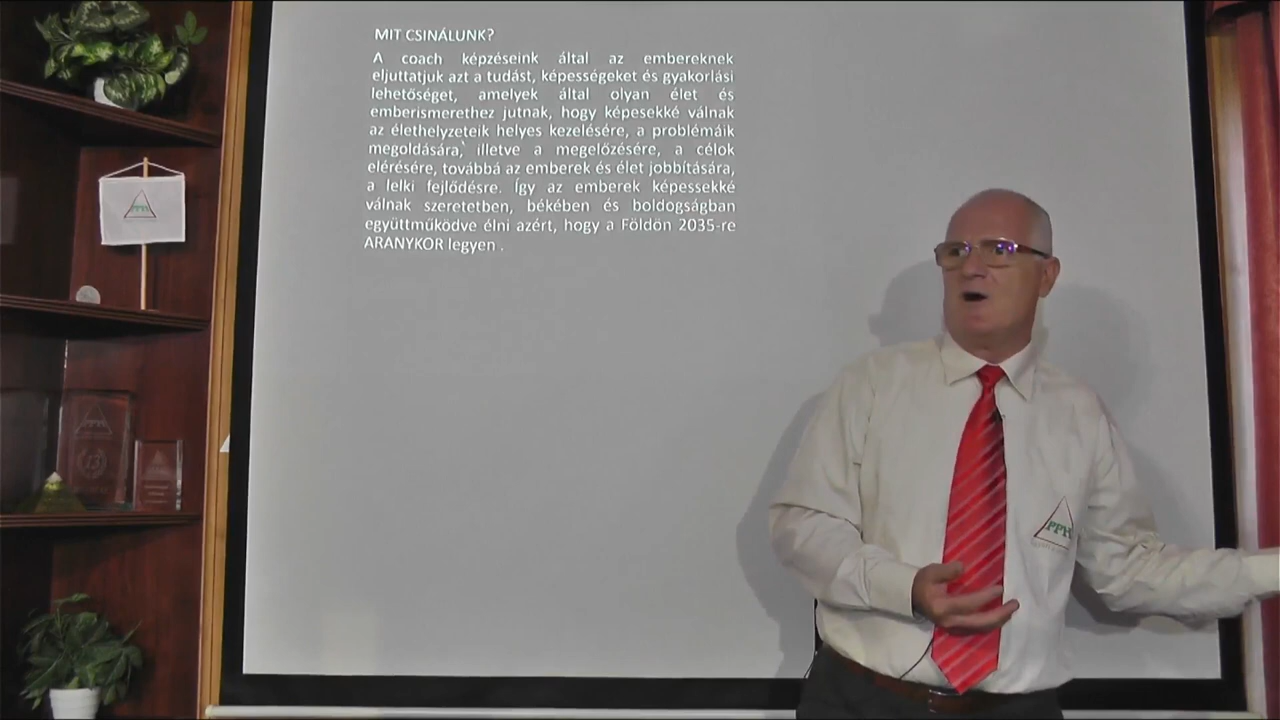 MIT CSINÁLUNK?
A coach képzéseink által az embereknek
eljuttatjuk azt a tudást, képességeket és gyakorlási
lehetőséget, amelyek által olyan élet és
emberismerethez jutnak, hogy képesekké válnak
az élethelyzeteik helyes kezelésére, a problémáik
megoldására, illetve a megelőzésére, a célok
elérésére, továbbá az emberek és élet jobbítására,
a lelki fejlődésre. Így az emberek képessekké
válnak szeretetben, békében és boldogságban
együttműködve élni azért, hogy a Földön 2035-re
ARANYKOR legyen .
PPH
PPH
13
PPH